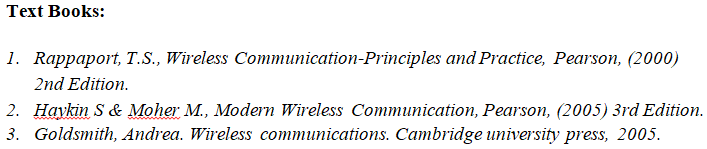 Text Books:
1. Rappaport, T.S., Wireless Communication-Principles and Practice, Pearson, (2000)
2nd Edition.
2. Haykin S & Moher M., Modern Wireless Communication, Pearson, (2005) 3rd Edition.
3. Goldsmith, Andrea. Wireless communications. Cambridge university press, 2005.